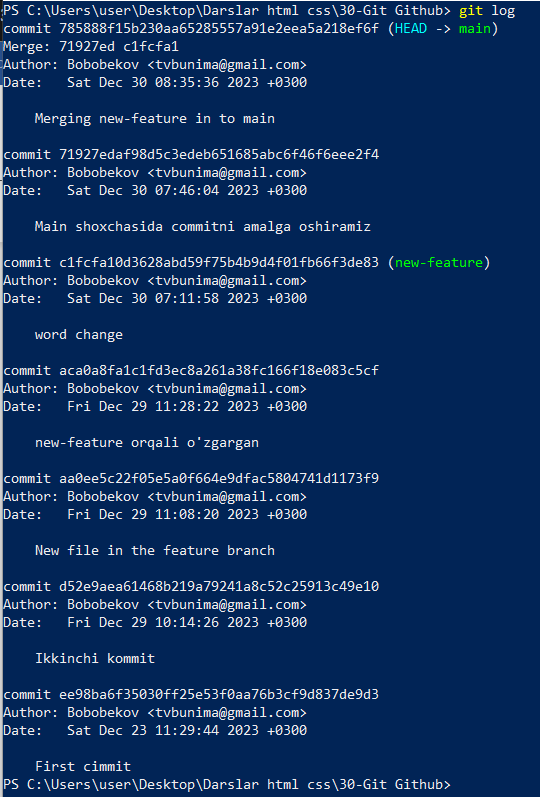 PS C:\Users\user\Desktop\Darslar html css\30-Git Github> git log
commit 785888f15b230aa65285557a91e2eea5a218ef6f (HEAD -> main)
Merge: 71927ed c1fcfa1
Author: Bobobekov <tvbunima@gmail.com>
Date:   Sat Dec 30 08:35:36 2023 +0300
Merging new-feature in to main
commit 71927edaf98d5c3edeb651685abc6f46f6eee2f4
Author: Bobobekov <tvbunima@gmail.com>
Date:   Sat Dec 30 07:46:04 2023 +0300
Main shoxchasida commitni amalga oshiramiz
commit c1fcfa10d3628abd59f75b4b9d4f01fb66f3de83 (new-feature)
Author: Bobobekov <tvbunima@gmail.com>
Date:   Sat Dec 30 07:11:58 2023 +0300
word change
commit aca0a8fa1c1fd3ec8a261a38fc166f18e083c5cf
Author: Bobobekov <tvbunima@gmail.com>
Date:   Fri Dec 29 11:28:22 2023 +0300
new-feature orqali o'zgargan
commit aa0ee5c22f05e5a0f664e9dfac5804741d1173f9
Author: Bobobekov <tvbunima@gmail.com>
Date:   Fri Dec 29 11:08:20 2023 +0300
New file in the feature branch
commit d52e9aea61468b219a79241a8c52c25913c49e10
Author: Bobobekov <tvbunima@gmail.com>
Date:   Fri Dec 29 10:14:26 2023 +0300
Ikkinchi kommit
commit ee98ba6f35030ff25e53f0aa76b3cf9d837de9d3
Author: Bobobekov <tvbunima@gmail.com>
Date:   Sat Dec 23 11:29:44 2023 +0300
First cimmit
PS C:\Users\user\Desktop\Darslar html css\30-Git Github>